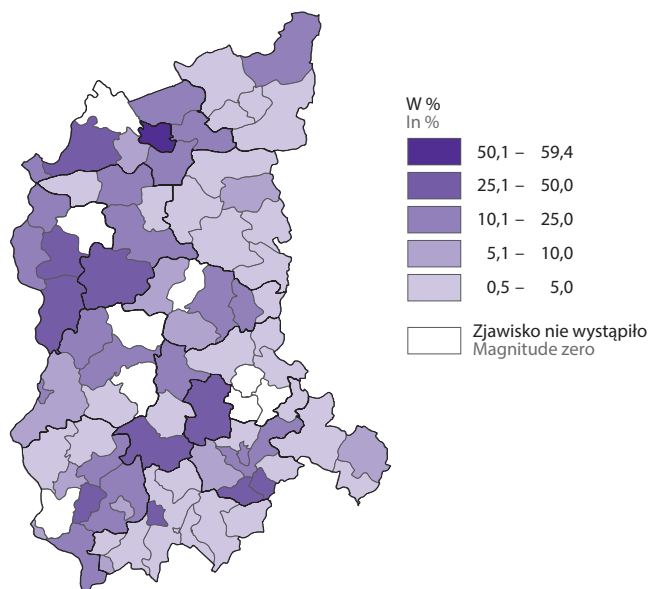 W %
In %
50,1 – 59,4
25,1 – 50,0
10,1 – 25,0
5,1 – 10,0
0,5 – 5,0
Zjawisko nie wystąpiło
Magnitude zero